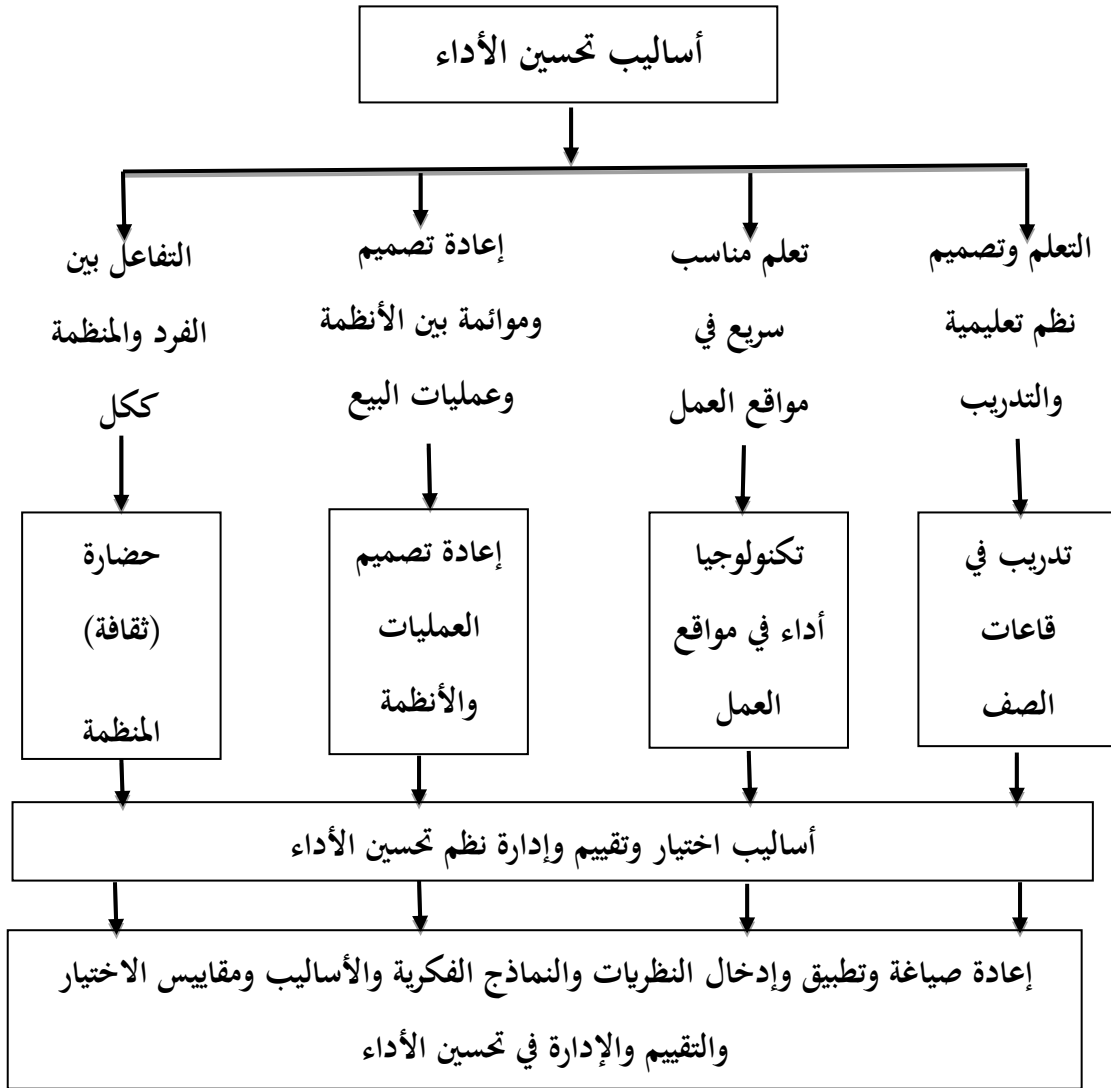 أساليب تحسين الأداء
التعلم وتصميم
نظم تعليمية
والتدريب
تعلم مناسب
سريع في
مواقع العمل
إعادة تصميم
وموائمة بين الأنظمة
وعمليات البيع
التفاعل بين
الفرد والمنظمة
ككل
تدريب في
قاعات
الصف
تكنولوجيا
أداء في مواقع
العمل
إعادة تصميم
العمليات
والأنظمة
حضارة
(ثقافة)
المنظمة
أساليب اختيار وتقييم وإدارة نظم تحسين الأداء
إعادة صياغة وتطبيق وإدخال النظريات والنماذج الفكرية والأساليب ومقاييس الاختيار
والتقييم والإدارة في تحسين الأداء